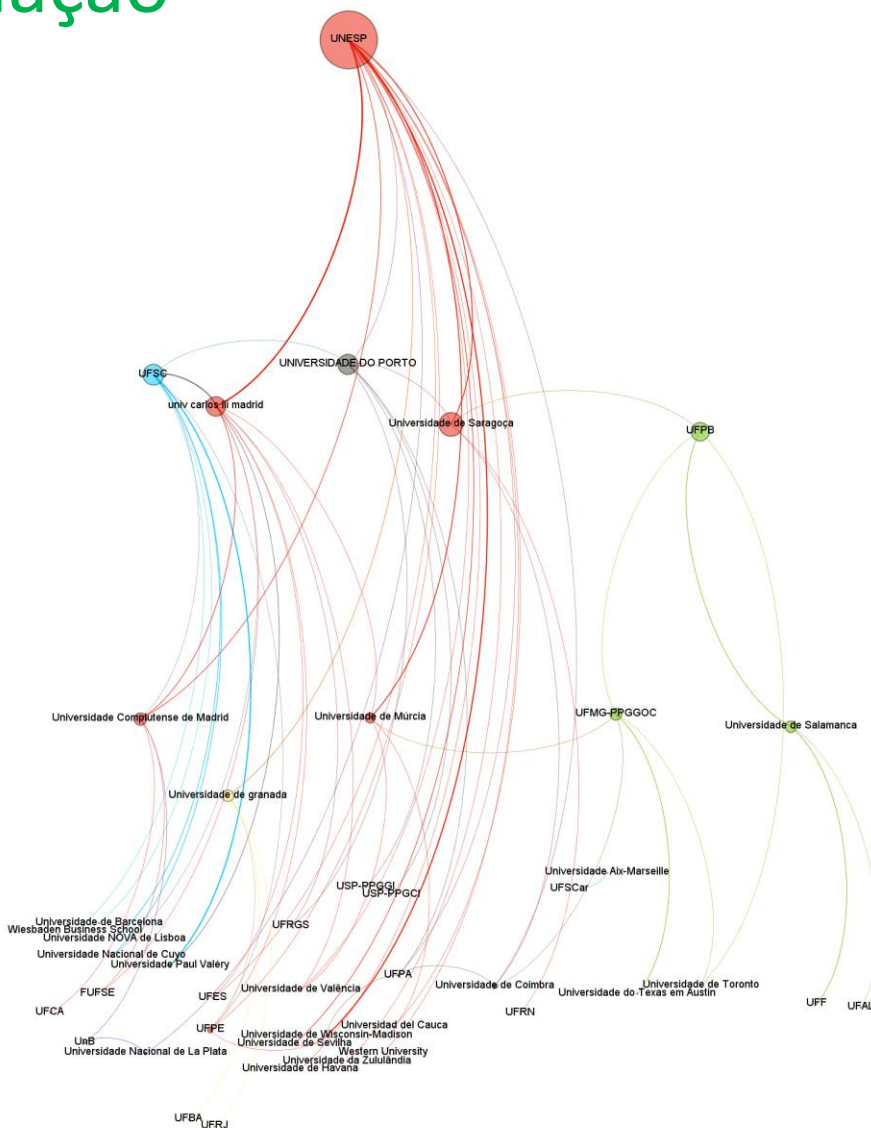 UNESP
UNIVERSIDADE DO PORTO
UFSC
univ carlos iii madrid
Universidade de Saragoça
UFPB
UFMG-PPGGOC
Universidade Complutense de Madrid
Universidade de Múrcia
Universidade de Salamanca
Universidade de granada
Universidade Aix-Marseille
USP-PPGGI
USP-PPGCI
UFSCar
Universidade de Barcelona
UFRGS
Wiesbaden Business School
Universidade NOVA de Lisboa
Universidade Nacional de Cuyo
Universidade Paul Valéry
UFPA
Universidade de Coimbra
Universidade de Toronto
Universidade de Valência
Universidade do Texas em Austin
FUFSE
UFES
UFF
UFAL
UFCA
UFRN
Universidad del Cauca
UFPE
Universidade de Wisconsin-Madison
UnB
Universidade de Sevilha
Universidade Nacional de La Plata
Western University
Universidade da Zululândia
Universidade de Havana
UFBA
UFRJ